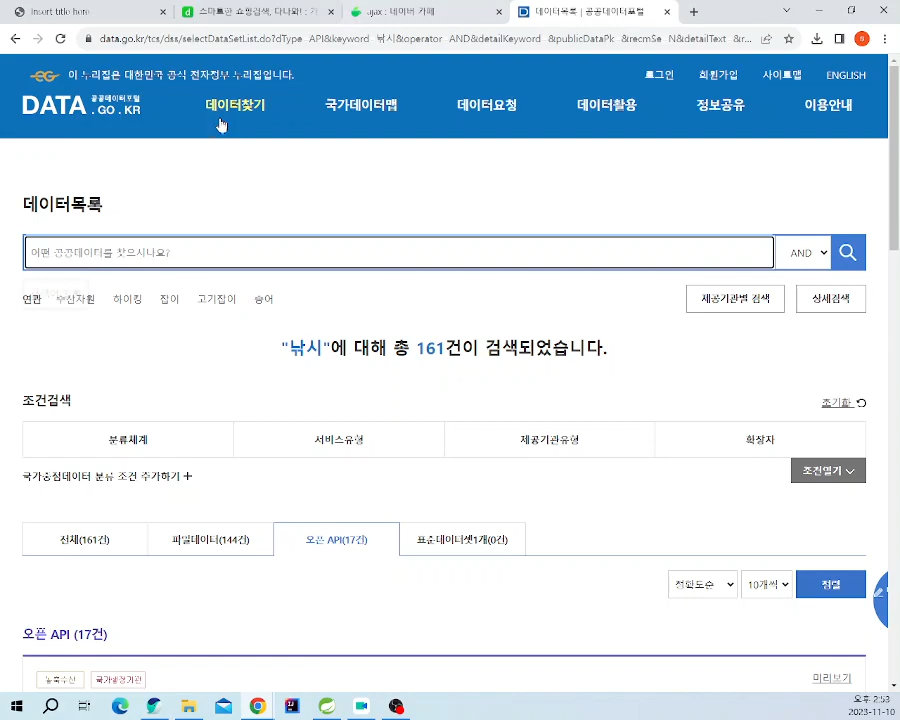 Insert title here
스마트한 쇼핑검색, 다나와! : 가
ajax : 네이버 카페
데이터목록 | 공공데이터포털
data.go.kr/tcs/dss/selectDataSetList.do?dType API&keyword 낚시&operator AND&detailKeyword &publicDataPk &recmSe N&detailText &r...
이 누리집은 대한민국 공식 전자정부 누리집입니다.
로그인 회원가입 사이트맵 ENGLISH
DATA 공공데이터포털 .GO.KR
데이터찾기 국가데이터맵 데이터요청 데이터활용 정보공유 이용안내
데이터목록
어떤 공공데이터를 찾으시나요?
AND
연관 수산자원 하이킹 잡이 고기잡이 숭어
제공기관별 검색 상세검색
"낚시"에 대해 총 161건이 검색되었습니다.
조건검색
초기화
분류체계 서비스유형 제공기관유형 확장자
국가중점데이터 분류 조건 추가하기 +
조건열기
전체(161건) 파일데이터(144건) 오픈 API(17건) 표준데이터셋1개(0건)
정확도순 10개씩 정렬
오픈 API (17건)
농축수산 국가행정기관
미리보기
오후 2:53
2023-11-10